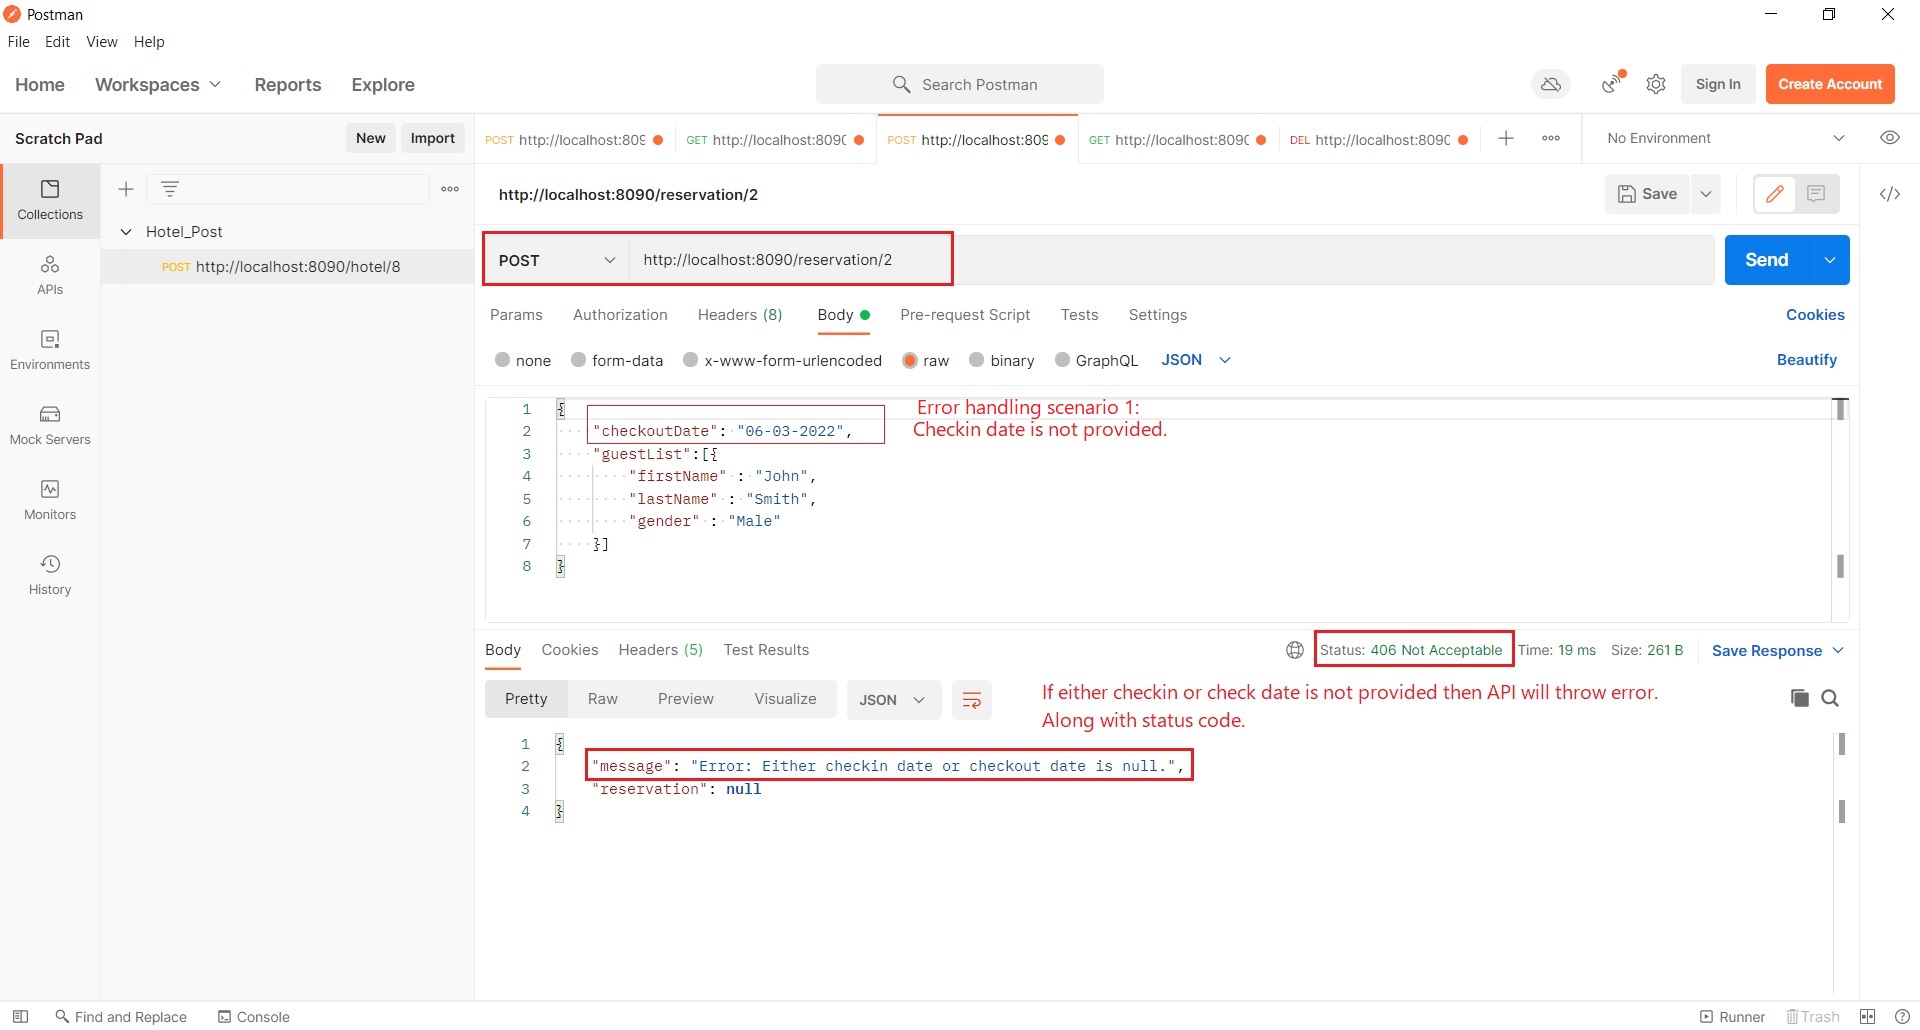 Postman
File Edit View Help
Home Workspaces Reports Explore Search Postman Sign In Create Account
Scratch Pad New Import POST http://localhost:809 GET http://localhost:809 POST http://localhost:809 GET http://localhost:809 DEL http://localhost:809 No Environment
Collections
APIs
Environments
Mock Servers
Monitors
History
Hotel_Post
POST http://localhost:8090/hotel/8
http://localhost:8090/reservation/2 Save
POST http://localhost:8090/reservation/2 Send
Params Authorization Headers (8) Body Pre-request Script Tests Settings Cookies
none form-data x-www-form-urlencoded raw binary GraphQL JSON Beautify
1 {
2 "checkoutDate": "06-03-2022",
3 "guestList":[{
4 "firstName" : "John",
5 "lastName" : "Smith",
6 "gender" : "Male"
7 }]
8 }
Error handling scenario 1:
Checkin date is not provided.
Body Cookies Headers (5) Test Results Status: 406 Not Acceptable Time: 19 ms Size: 261 B Save Response
Pretty Raw Preview Visualize JSON
If either checkin or check date is not provided then API will throw error.
Along with status code.
1 {
2 "message": "Error: Either checkin date or checkout date is null.",
3 "reservation": null
4 }
Find and Replace Console Runner Trash